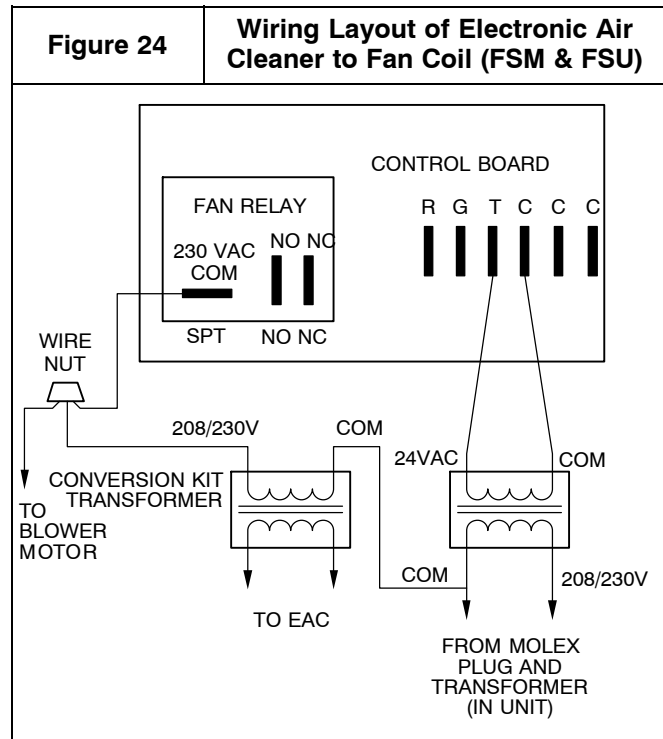 Figure 24
Wiring Layout of Electronic Air
Cleaner to Fan Coil (FSM & FSU)
CONTROL BOARD
FAN RELAY
R G T C C C
230 VAC
COM
NO NC
SPT
NO NC
WIRE
NUT
208/230V
COM
24VAC
COM
CONVERSION KIT
TRANSFORMER
TO
BLOWER
MOTOR
COM
208/230V
TO EAC
FROM MOLEX
PLUG AND
TRANSFORMER
(IN UNIT)